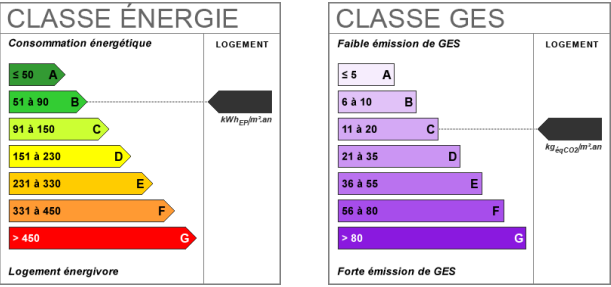 CLASSE ÉNERGIE
Consommation énergétique
LOGEMENT
≤ 50 A
51 à 90 B
kWhEP/m².an
91 à 150 C
151 à 230 D
231 à 330 E
331 à 450 F
> 450 G
Logement énergivore
CLASSE GES
Faible émission de GES
LOGEMENT
≤ 5 A
6 à 10 B
11 à 20 C
kgéqCO2/m².an
21 à 35 D
36 à 55 E
56 à 80 F
> 80 G
Forte émission de GES